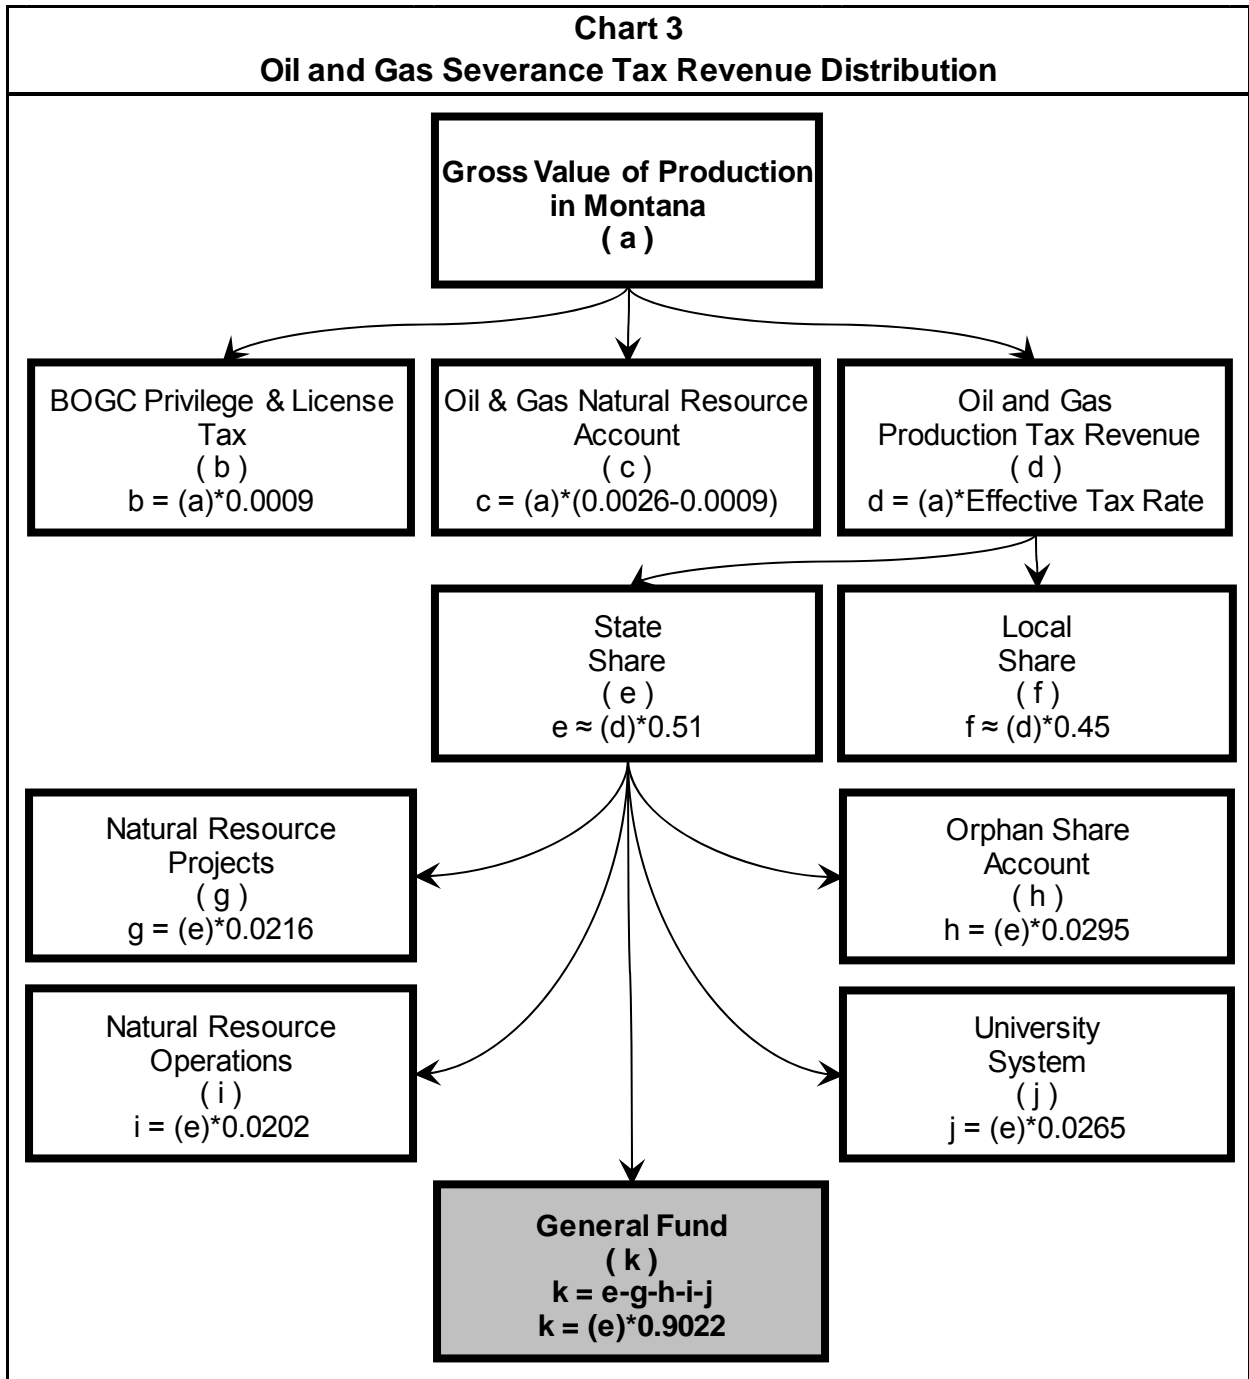 Chart 3
Oil and Gas Severance Tax Revenue Distribution
Gross Value of Production
in Montana
( a )
BOGC Privilege & License
Tax
( b )
b = (a)*0.0009
Oil & Gas Natural Resource
Account
( c )
c = (a)*(0.0026-0.0009)
Oil and Gas
Production Tax Revenue
( d )
d = (a)*Effective Tax Rate
State
Share
( e )
e ≈ (d)*0.51
Local
Share
( f )
f ≈ (d)*0.45
Natural Resource
Projects
( g )
g = (e)*0.0216
Orphan Share
Account
( h )
h = (e)*0.0295
Natural Resource
Operations
( i )
i = (e)*0.0202
University
System
( j )
j = (e)*0.0265
General Fund
( k )
k = e-g-h-i-j
k = (e)*0.9022